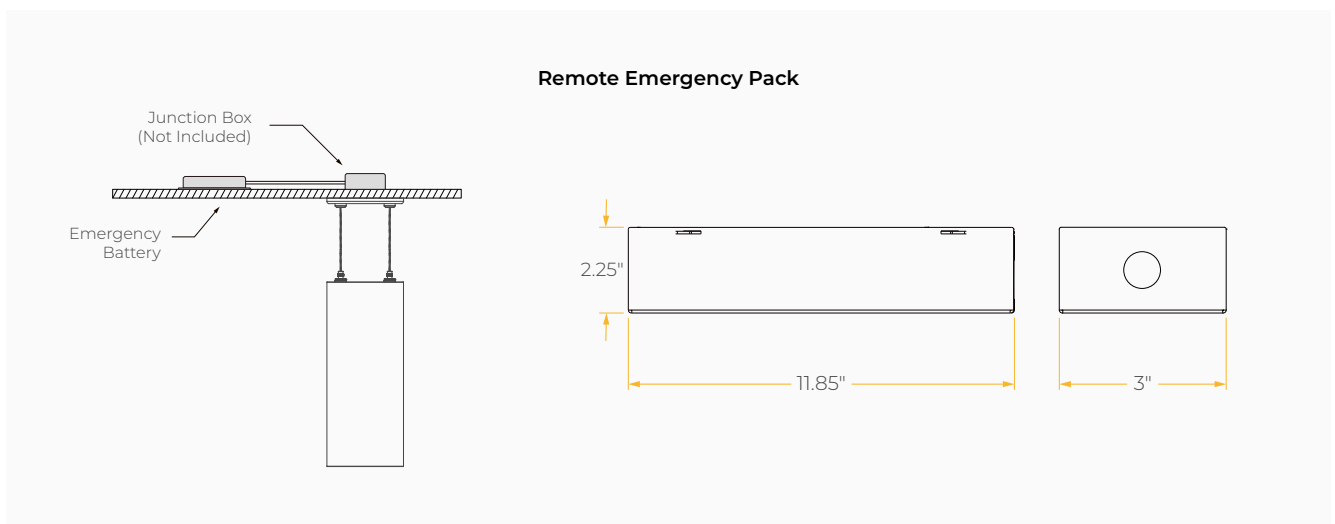 Remote Emergency Pack
Junction Box
(Not Included)
Emergency
Battery
2.25"
11.85"
3"